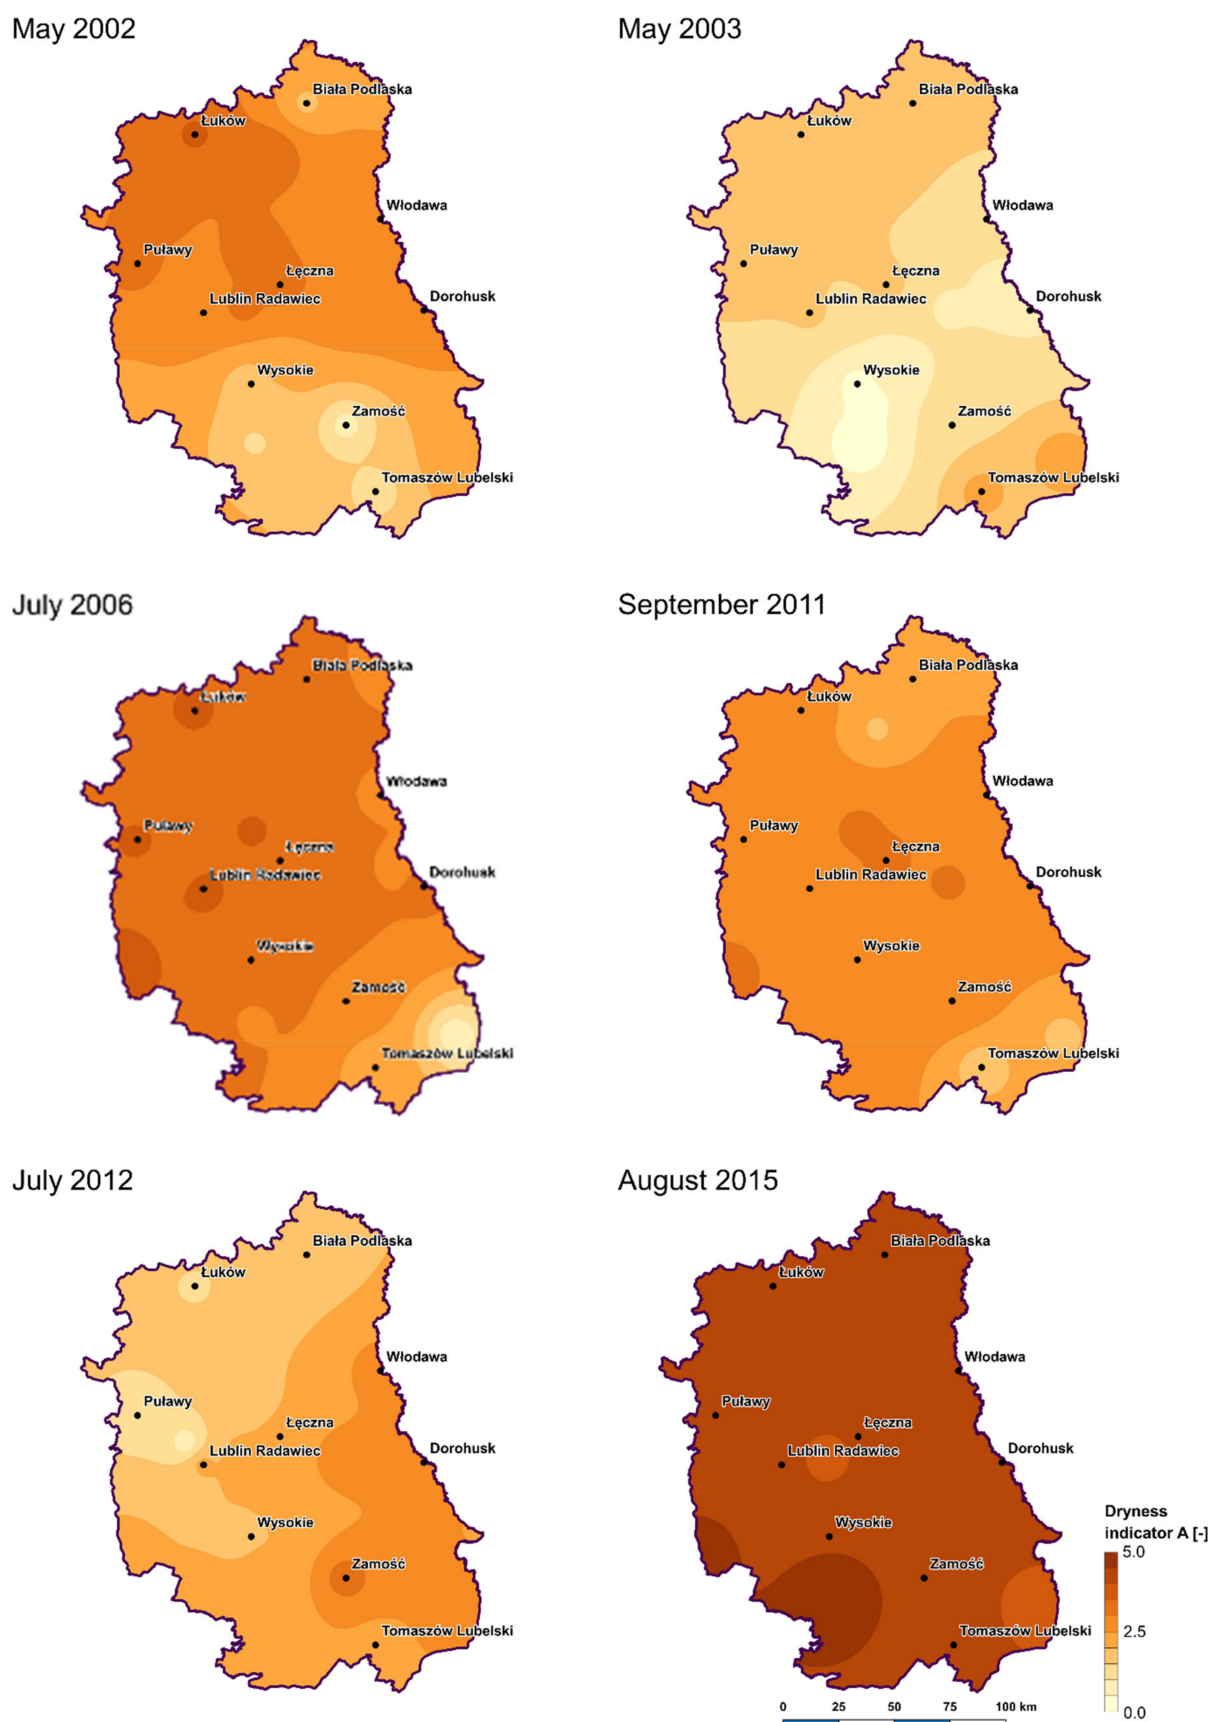 May 2002
Biała Podlaska
Łuków
Włodawa
Puławy
Łęczna
Lublin Radawiec
Dorohusk
Wysokie
Zamość
Tomaszów Lubelski
May 2003
Biała Podlaska
Łuków
Włodawa
Puławy
Łęczna
Lublin Radawiec
Dorohusk
Wysokie
Zamość
Tomaszów Lubelski
July 2006
Biała Podlaska
Łuków
Włodawa
Puławy
Łęczna
Lublin Radawiec
Dorohusk
Wysokie
Zamość
Tomaszów Lubelski
September 2011
Biała Podlaska
Łuków
Włodawa
Puławy
Łęczna
Lublin Radawiec
Dorohusk
Wysokie
Zamość
Tomaszów Lubelski
July 2012
Biała Podlaska
Łuków
Włodawa
Puławy
Łęczna
Lublin Radawiec
Dorohusk
Wysokie
Zamość
Tomaszów Lubelski
August 2015
Biała Podlaska
Łuków
Włodawa
Puławy
Łęczna
Lublin Radawiec
Dorohusk
Wysokie
Zamość
Tomaszów Lubelski
Dryness
indicator A [-]
5.0
2.5
0.0
0 25 50 75 100 km